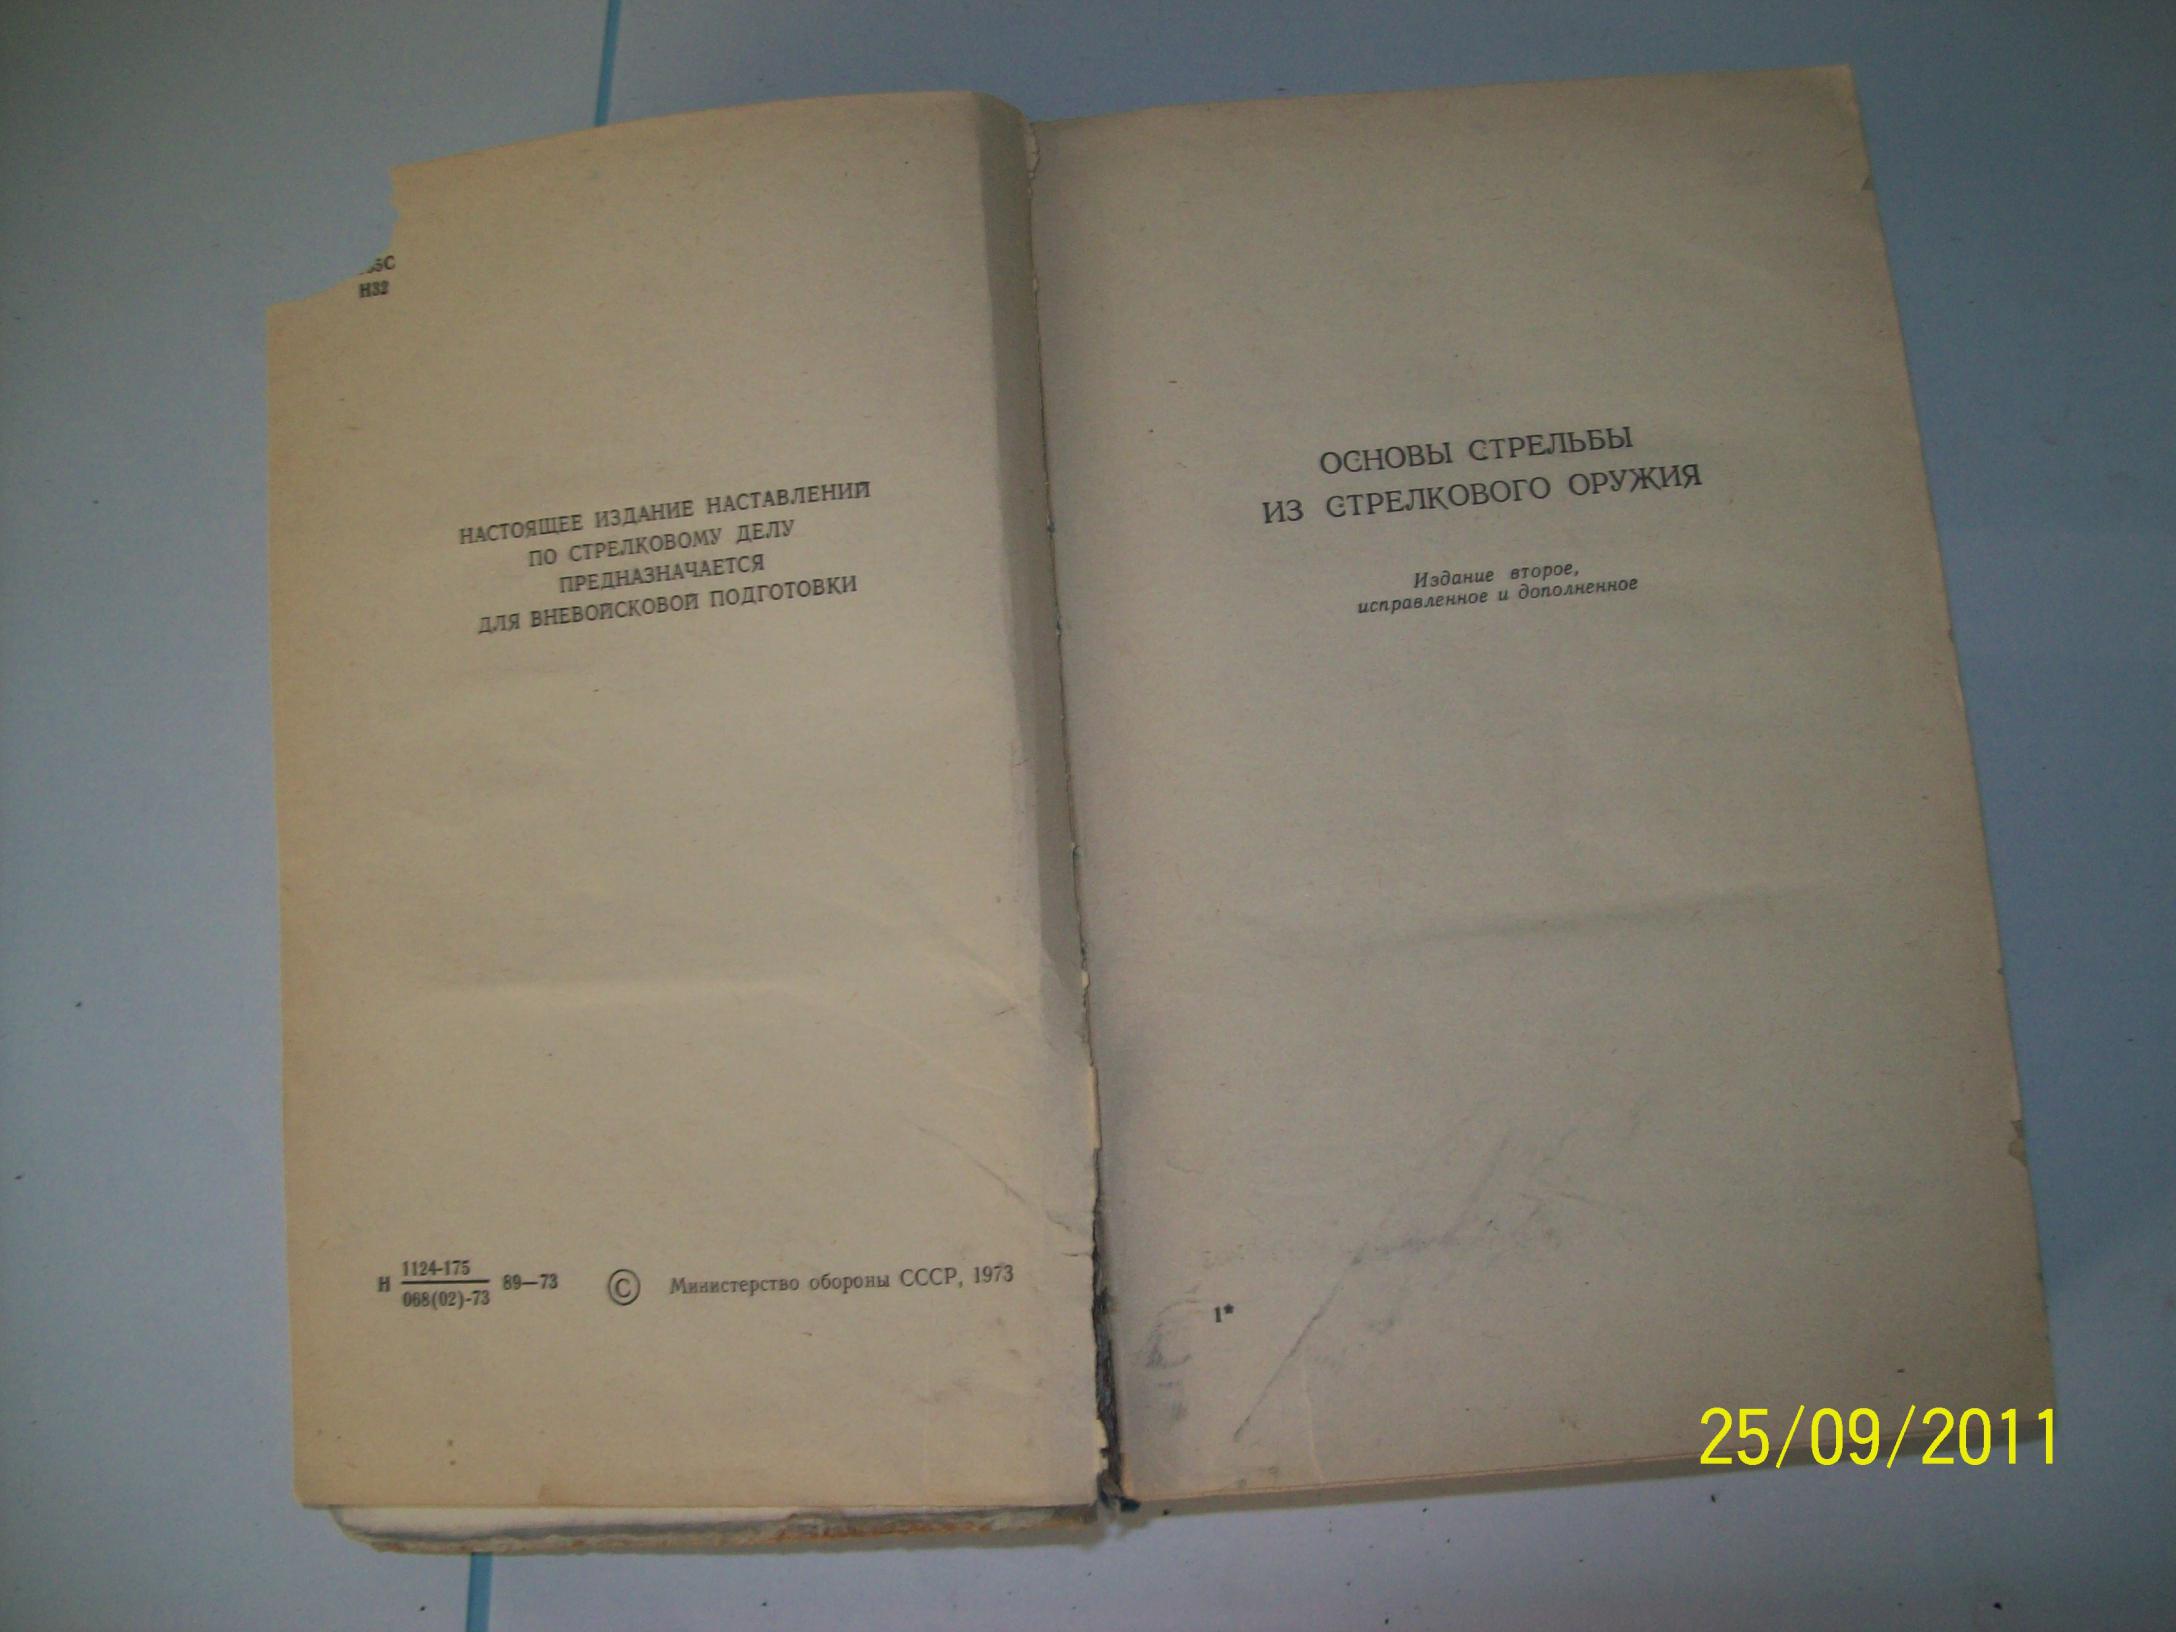 Н32
НАСТОЯЩЕЕ ИЗДАНИЕ НАСТАВЛЕНИЙ
ПО СТРЕЛКОВОМУ ДЕЛУ
ПРЕДНАЗНАЧАЕТСЯ
ДЛЯ ВНЕВОЙСКОВОЙ ПОДГОТОВКИ
Н 1124-175 89—73
068(02)-73
© Министерство обороны СССР, 1973
ОСНОВЫ СТРЕЛЬБЫ
ИЗ СТРЕЛКОВОГО ОРУЖИЯ
Издание второе,
исправленное и дополненное
1*
25/09/2011